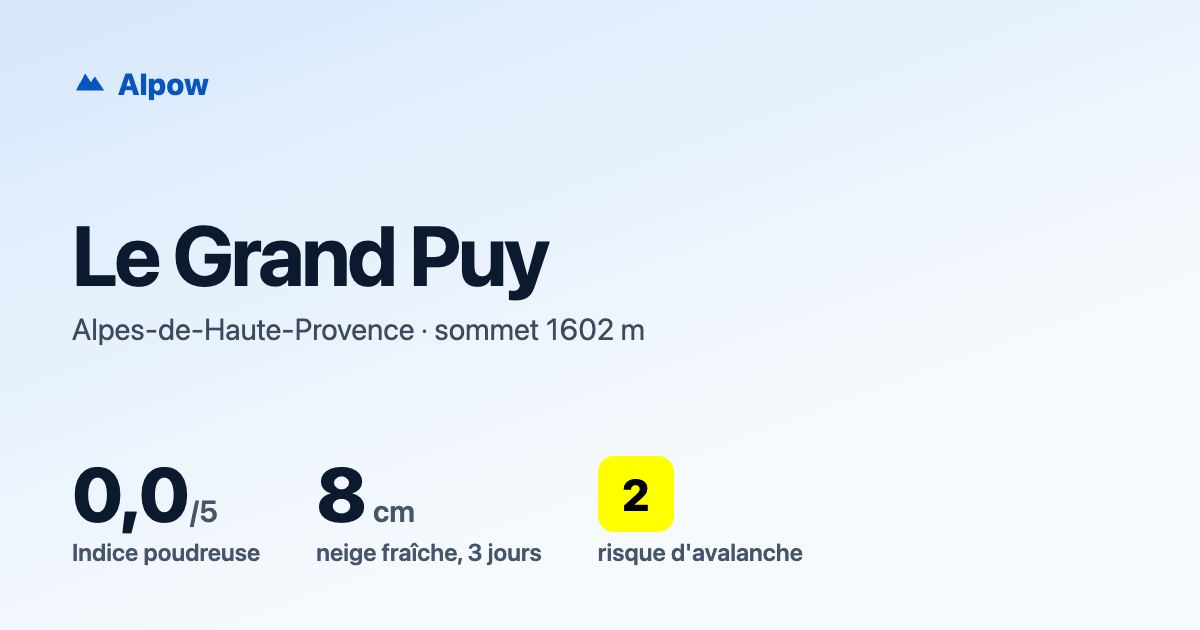 Alpow
Le Grand Puy
Alpes-de-Haute-Provence · sommet 1602 m
0,0/5
Indice poudreuse
8 cm
neige fraîche, 3 jours
2
risque d'avalanche